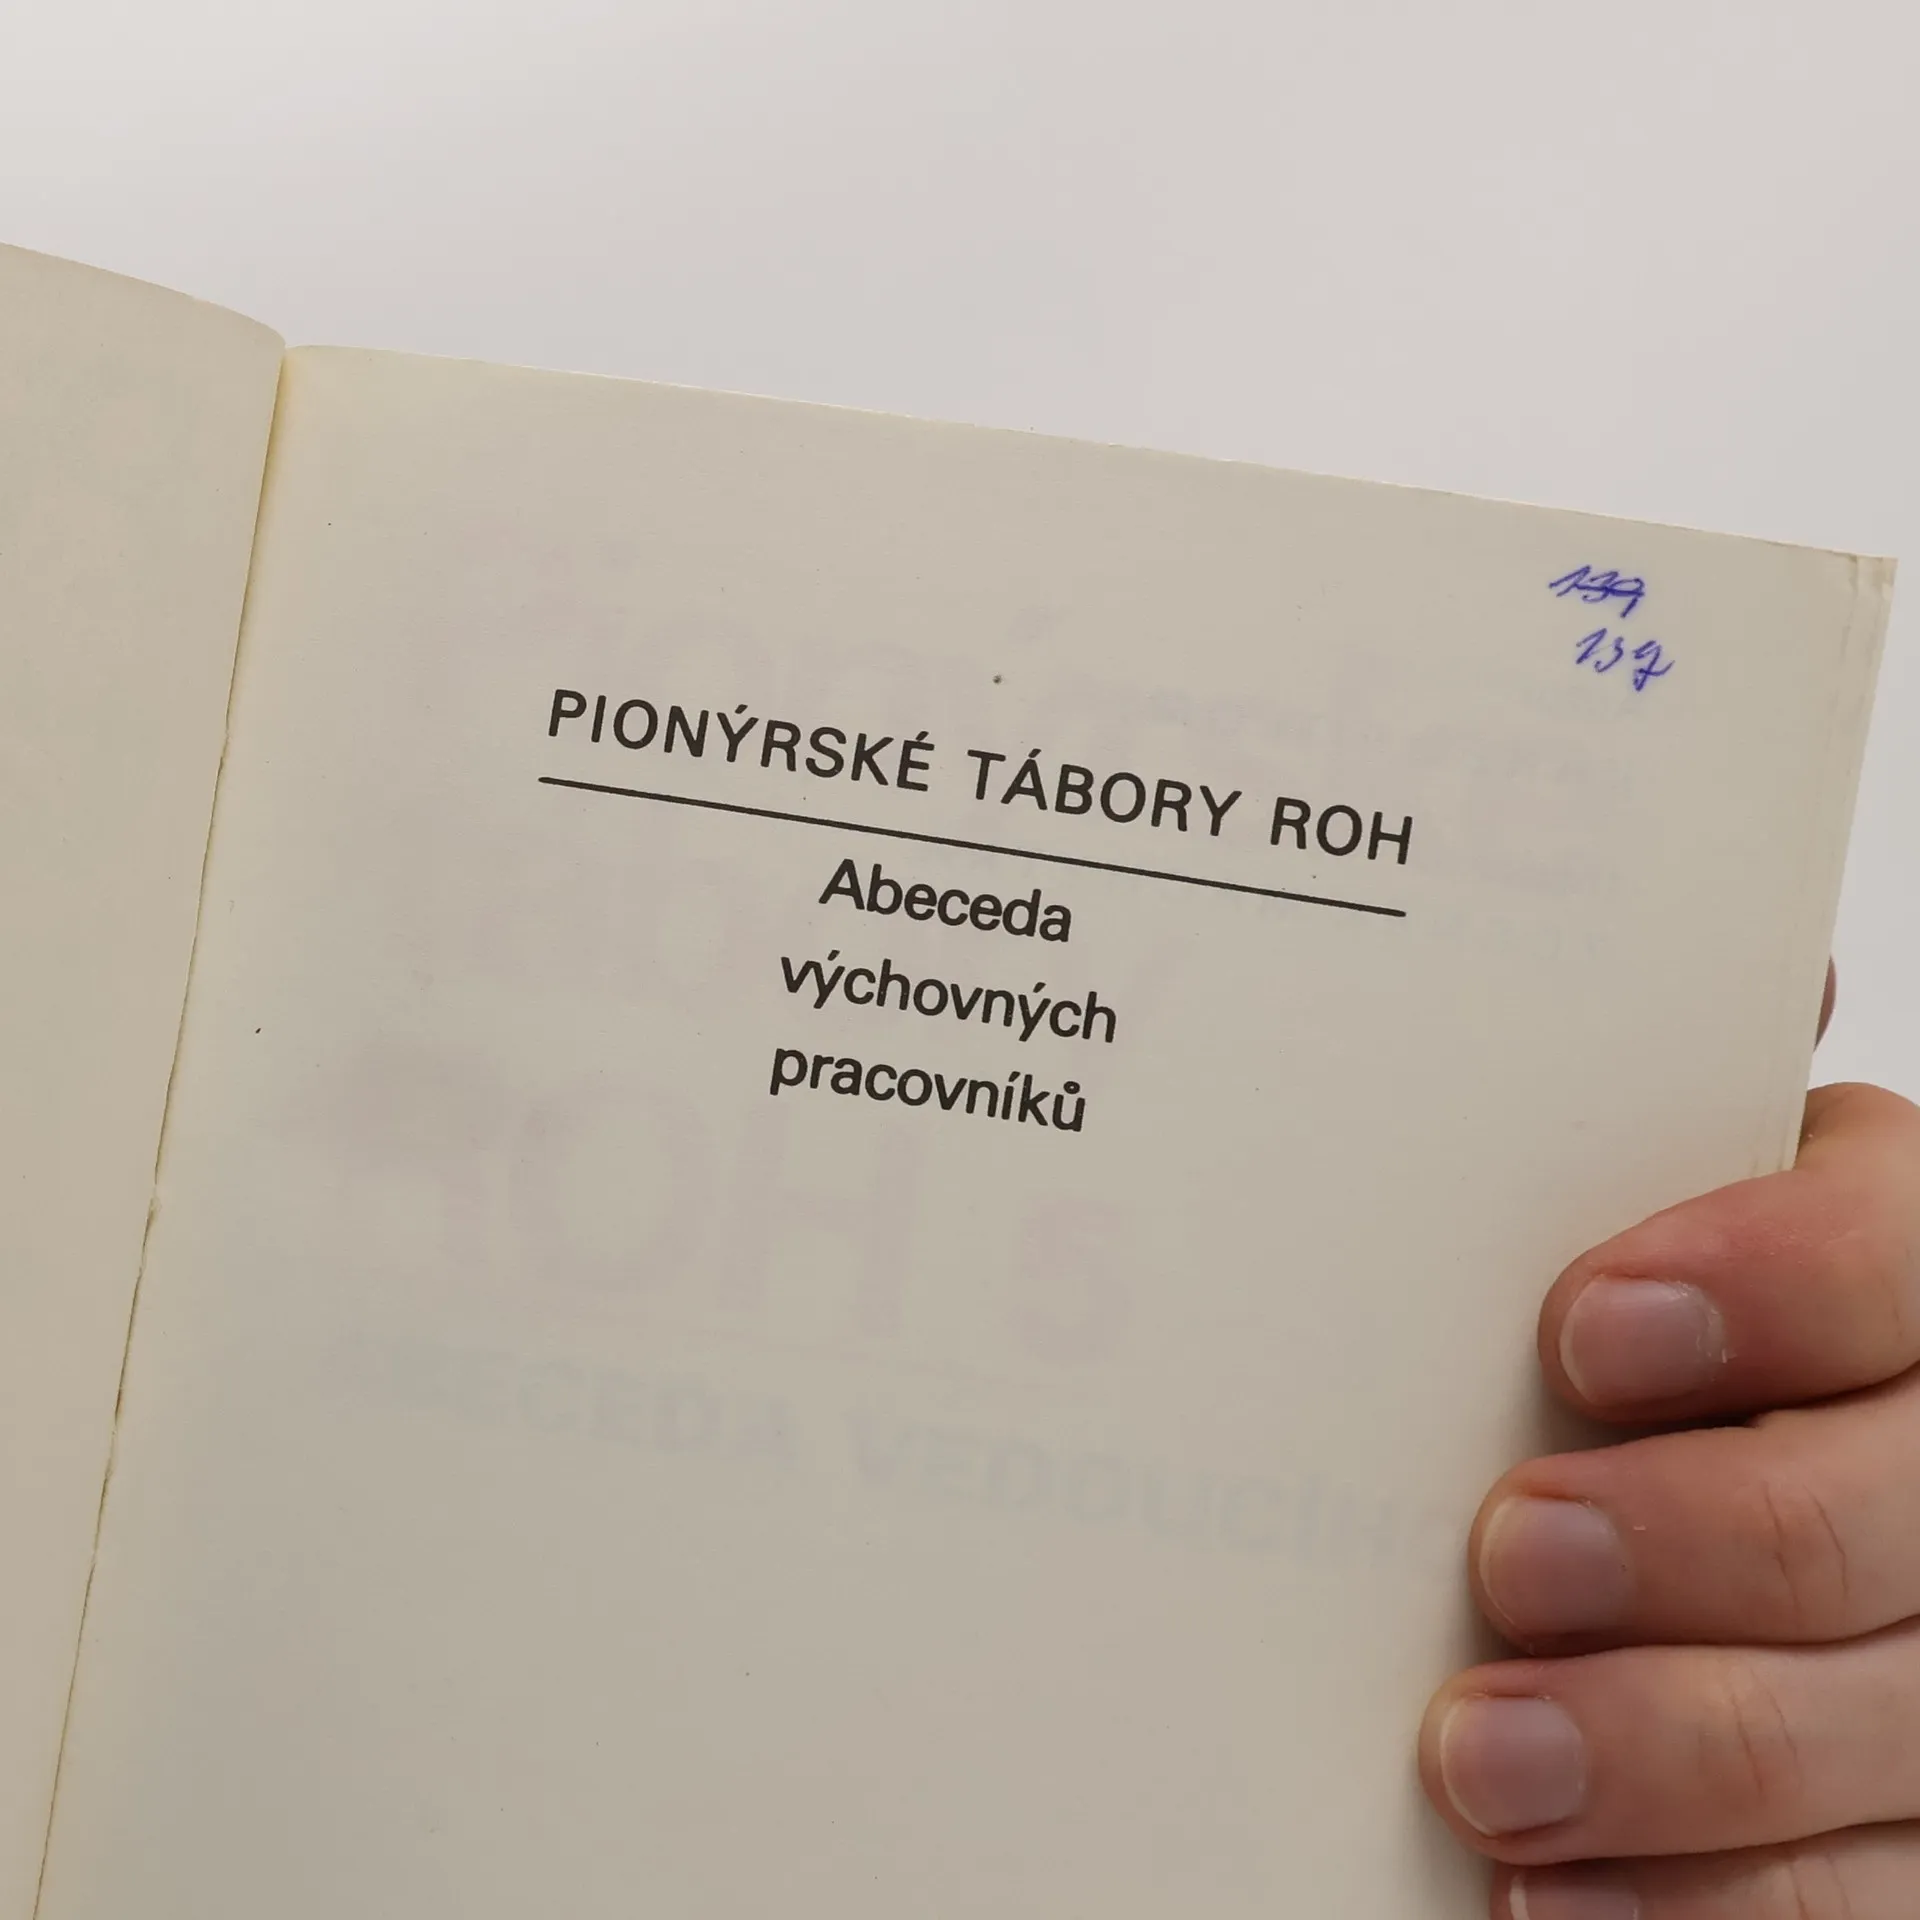 139
137
PIONÝRSKÉ TÁBORY ROH
Abeceda
výchovných
pracovníků